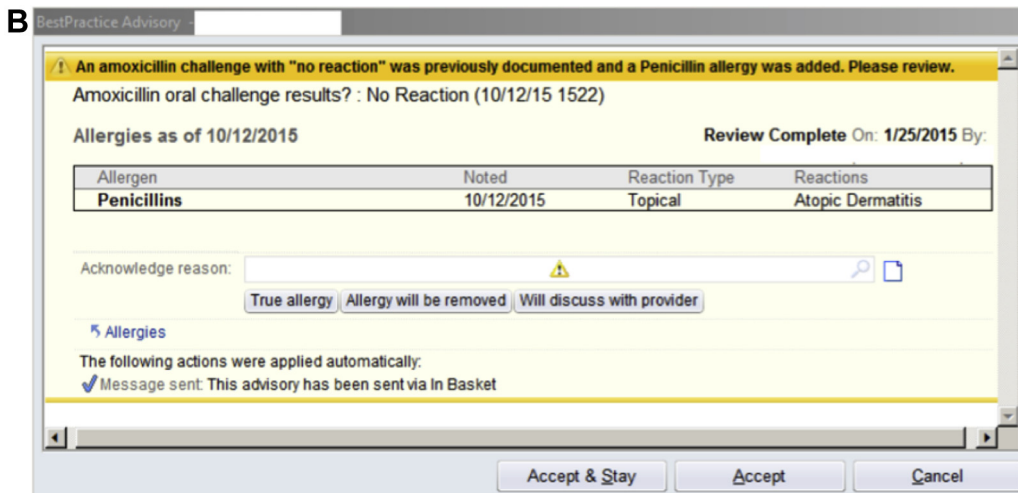 B
BestPractice Advisory -
An amoxicillin challenge with "no reaction" was previously documented and a Penicillin allergy was added. Please review.
Amoxicillin oral challenge results? : No Reaction (10/12/15 1522)
Allergies as of 10/12/2015 Review Complete On: 1/25/2015 By:
Allergen Noted Reaction Type Reactions
Penicillins 10/12/2015 Topical Atopic Dermatitis
Acknowledge reason:
True allergy Allergy will be removed Will discuss with provider
Allergies
The following actions were applied automatically:
Message sent: This advisory has been sent via In Basket
Accept & Stay Accept Cancel